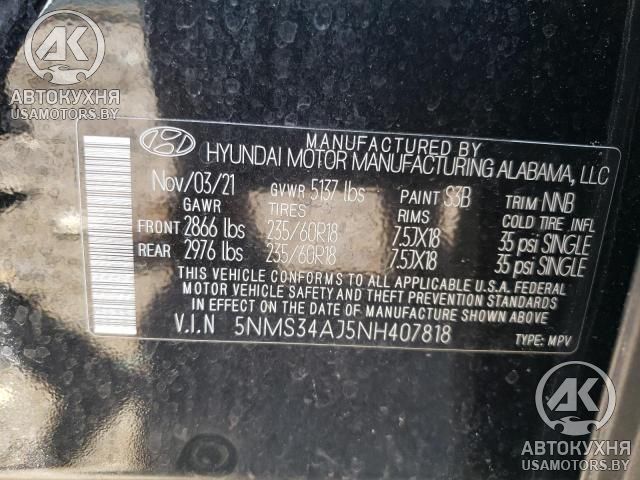 АК
АВТОКУХНЯ
USAMOTORS.BY
MANUFACTURED BY
HYUNDAI MOTOR MANUFACTURING ALABAMA, LLC
Nov/03/21 GVWR 5137 lbs PAINT S3B TRIM: NNB
GAWR TIRES RIMS COLD TIRE INFL
FRONT 2866 lbs 235/60R18 7.5JX18 35 psi SINGLE
REAR 2976 lbs 235/60R18 7.5JX18 35 psi SINGLE
THIS VEHICLE CONFORMS TO ALL APPLICABLE U.S.A. FEDERAL
MOTOR VEHICLE SAFETY AND THEFT PREVENTION STANDARDS
IN EFFECT ON THE DATE OF MANUFACTURE SHOWN ABOVE.
V.I.N 5NMS34AJ5NH407818 TYPE: MPV
АК
АВТОКУХНЯ
USAMOTORS.BY